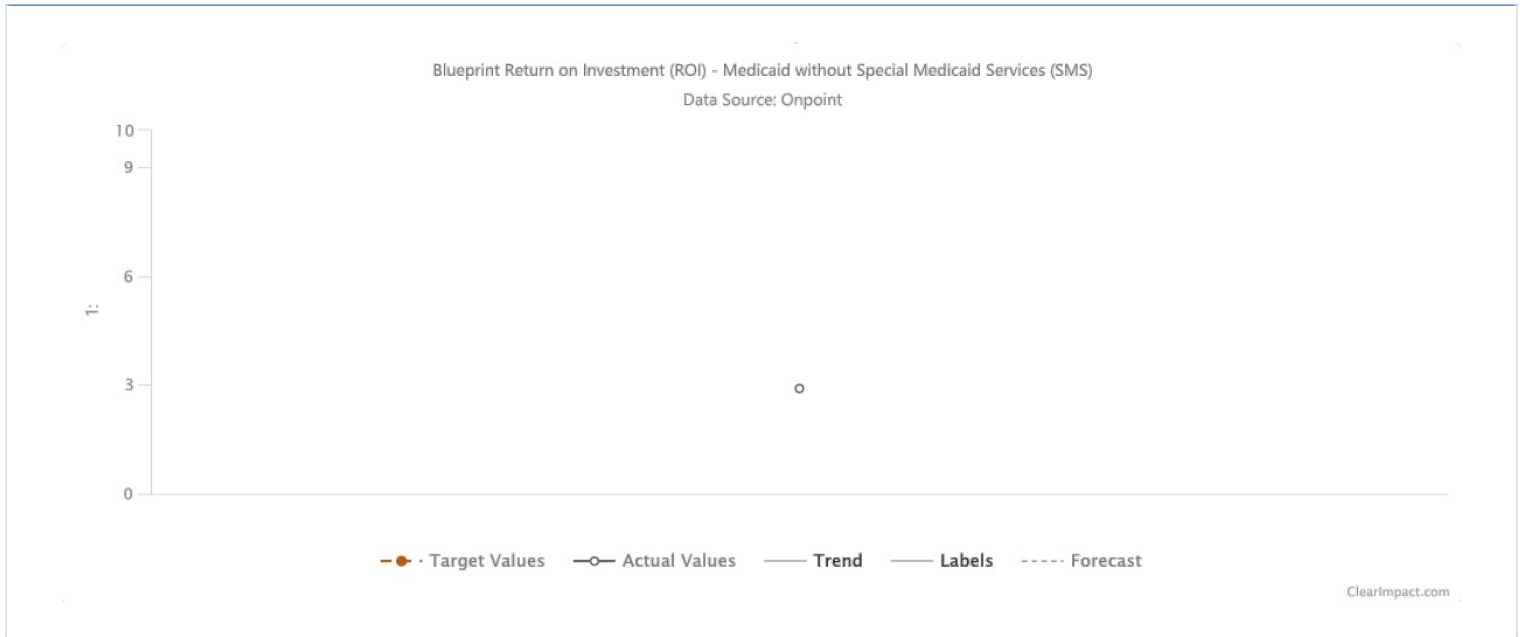 Blueprint Return on Investment (ROI) - Medicaid without Special Medicaid Services (SMS)
Data Source: Onpoint
10
9
6
1:
3
0
Target Values Actual Values Trend Labels Forecast
ClearImpact.com